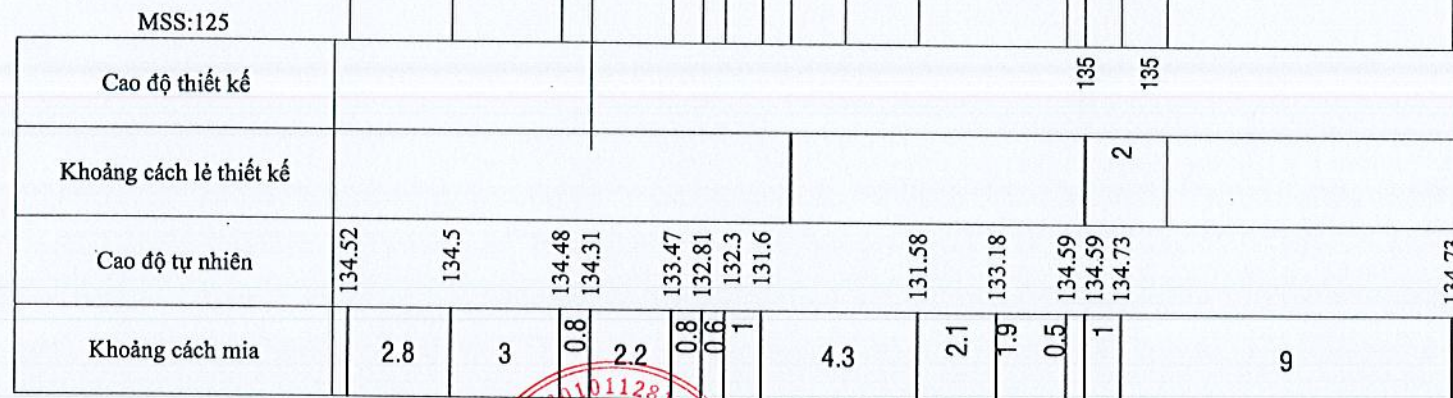 MSS:125
Cao độ thiết kế
135 135
Khoảng cách lẻ thiết kế
2
Cao độ tự nhiên
134.52 134.5 134.48 134.31 133.47 132.81 132.3 131.6 131.58 133.18 134.59 134.59 134.73 134.73
Khoảng cách mia
2.8 3 0.8 2.2 0.8 0.6 1 4.3 2.1 1.9 0.5 1 9